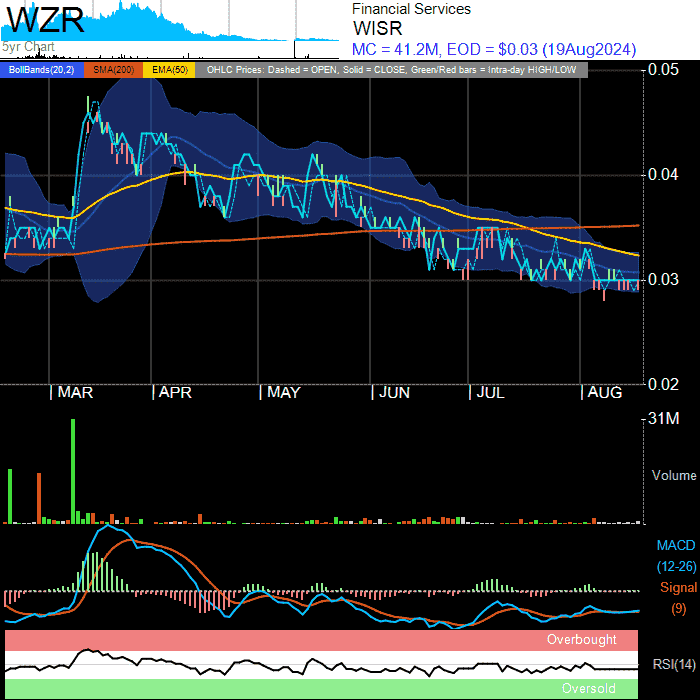 WZR
5yr Chart
Financial Services
WISR
MC = 41.2M, EOD = $0.03 (19Aug2024)
BollBands(20,2) SMA(200) EMA(50) OHLC Prices: Dashed = OPEN, Solid = CLOSE, Green/Red bars = Intra-day HIGH/LOW
0.05
0.04
0.03
0.02
MAR APR MAY JUN JUL AUG
31M
Volume
MACD
(12-26)
Signal
(9)
Overbought
RSI(14)
Oversold